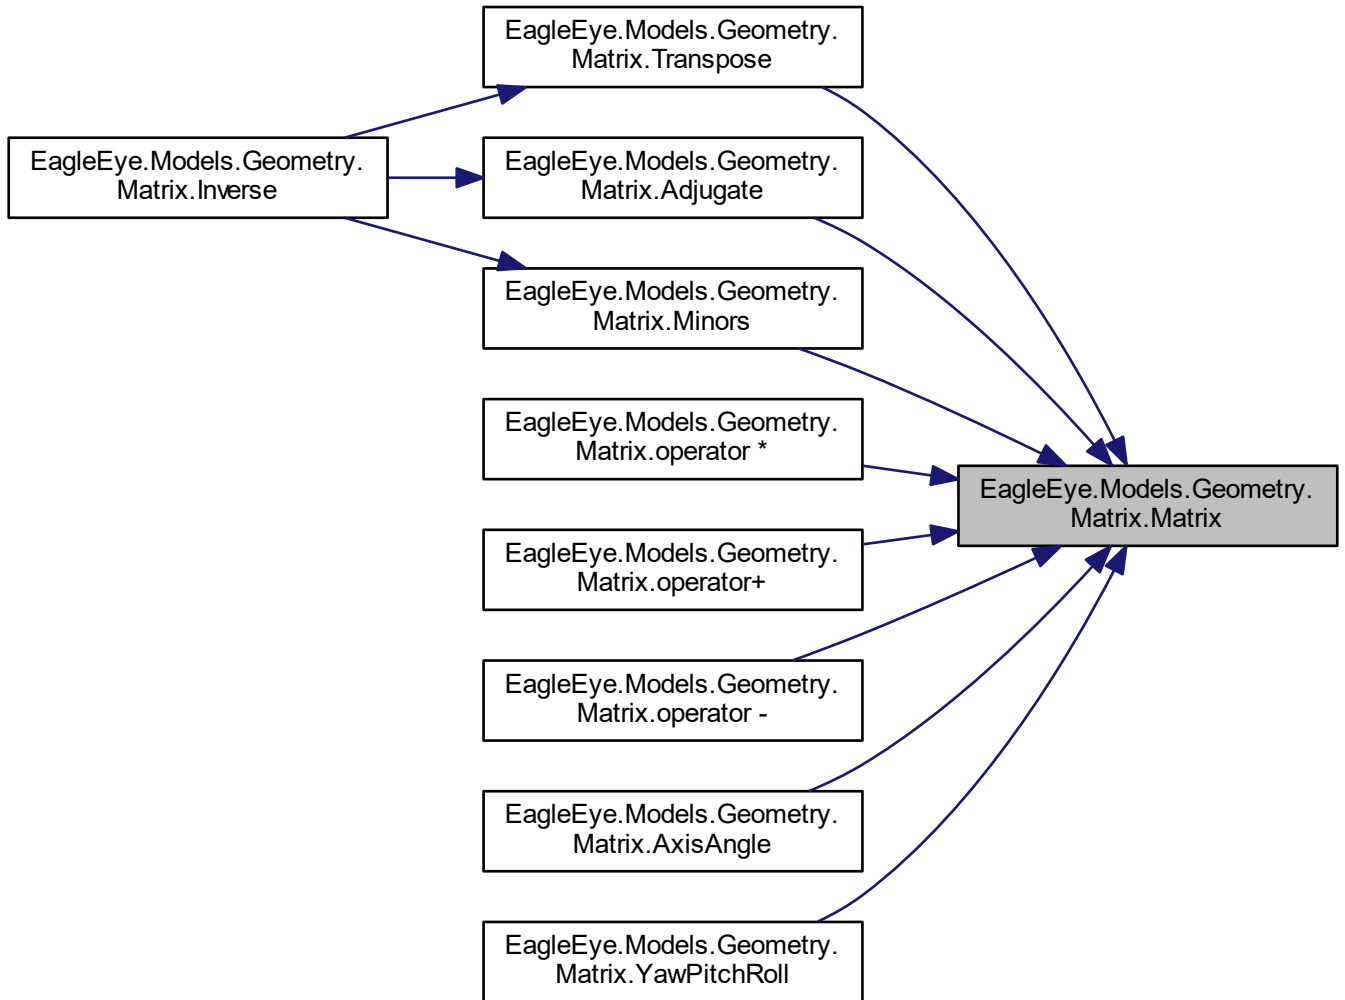 EagleEye.Models.Geometry.
Matrix.Transpose
EagleEye.Models.Geometry.
Matrix.Inverse
EagleEye.Models.Geometry.
Matrix.Adjugate
EagleEye.Models.Geometry.
Matrix.Minors
EagleEye.Models.Geometry.
Matrix.operator *
EagleEye.Models.Geometry.
Matrix.Matrix
EagleEye.Models.Geometry.
Matrix.operator+
EagleEye.Models.Geometry.
Matrix.operator -
EagleEye.Models.Geometry.
Matrix.AxisAngle
EagleEye.Models.Geometry.
Matrix.YawPitchRoll